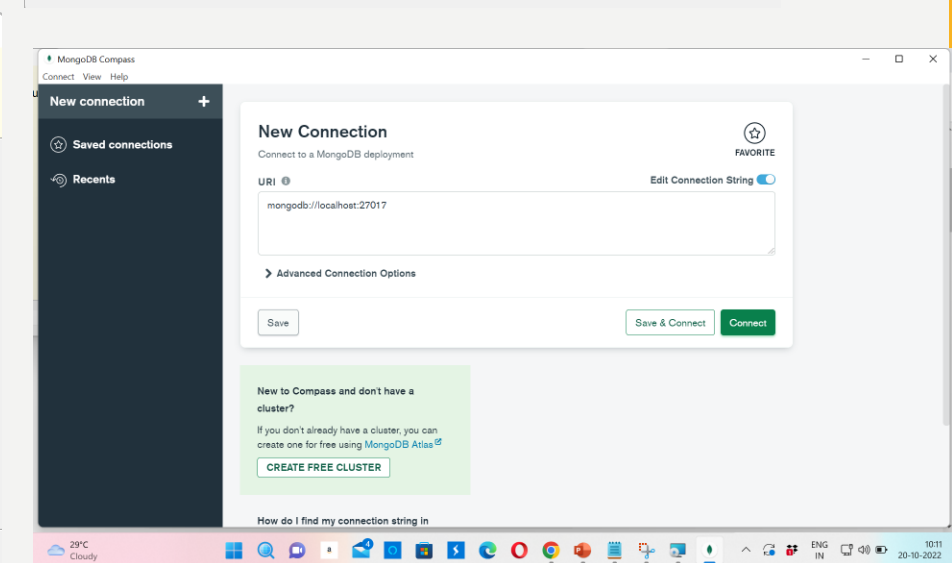 MongoDB Compass
Connect View Help
New connection +
Saved connections
Recents
New Connection
Connect to a MongoDB deployment
FAVORITE
URI
Edit Connection String
mongodb://localhost:27017
Advanced Connection Options
Save
Save & Connect
Connect
New to Compass and don't have a
cluster?
If you don't already have a cluster, you can
create one for free using MongoDB Atlas
CREATE FREE CLUSTER
How do I find my connection string in
29°C
Cloudy
ENG
IN
10:11
20-10-2022